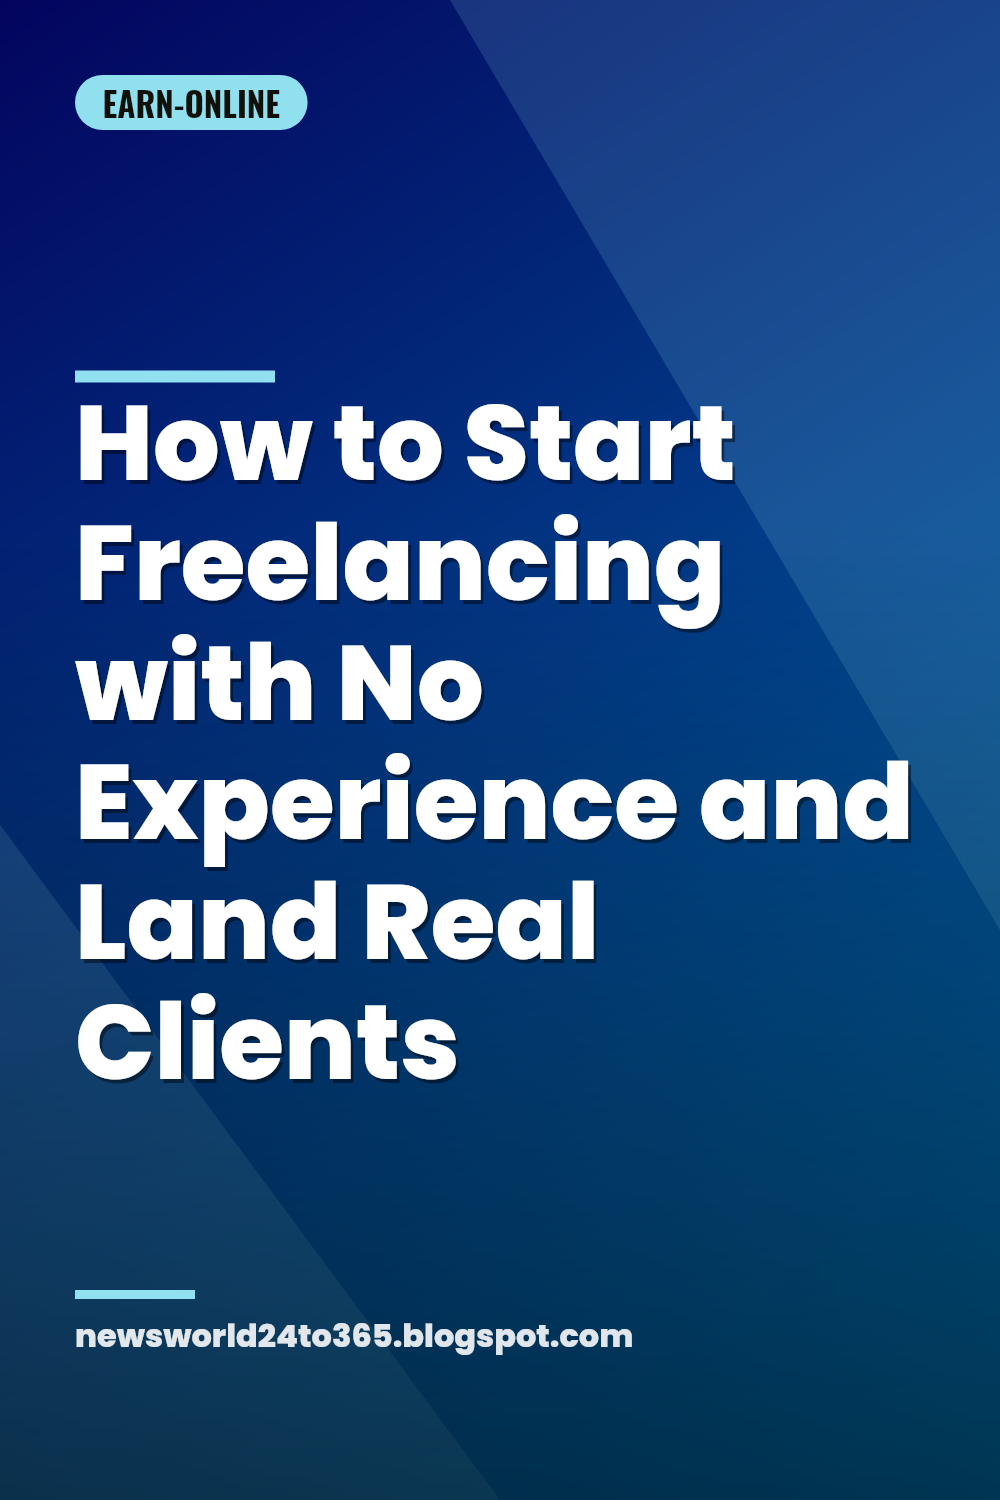 EARN-ONLINE
How to Start
Freelancing
with No
Experience and
Land Real
Clients
newsworld24to365.blogspot.com